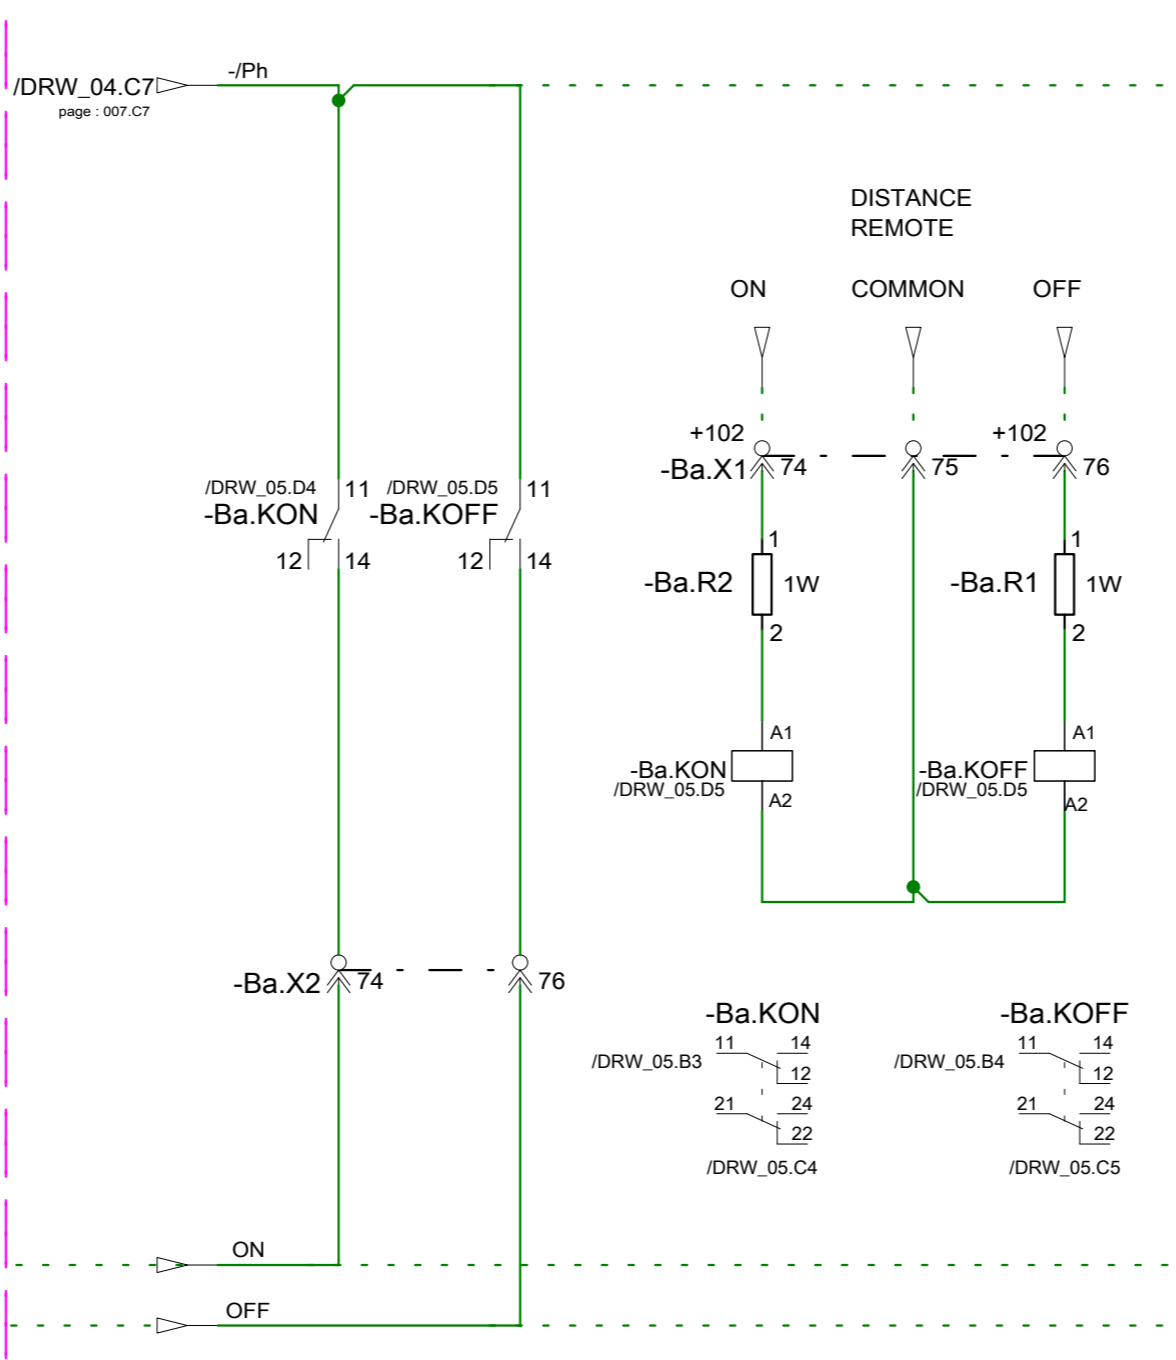 -/Ph
/DRW_04.C7
page : 007.C7
DISTANCE
REMOTE
ON COMMON OFF
+102 +102
-Ba.X1 74 75 76
/DRW_05.D4 11 /DRW_05.D5 11
-Ba.KON -Ba.KOFF
12 14 12 14
1 1
-Ba.R2 1W -Ba.R1 1W
2 2
A1 A1
-Ba.KON -Ba.KOFF
/DRW_05.D5 /DRW_05.D5
A2 A2
-Ba.X2 74 76
-Ba.KON -Ba.KOFF
11 14 11 14
/DRW_05.B3 12 /DRW_05.B4 12
21 24 21 24
22 22
/DRW_05.C4 /DRW_05.C5
ON
OFF